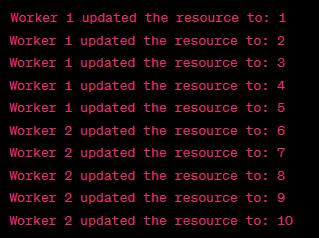 Worker 1 updated the resource to: 1
Worker 1 updated the resource to: 2
Worker 1 updated the resource to: 3
Worker 1 updated the resource to: 4
Worker 1 updated the resource to: 5
Worker 2 updated the resource to: 6
Worker 2 updated the resource to: 7
Worker 2 updated the resource to: 8
Worker 2 updated the resource to: 9
Worker 2 updated the resource to: 10